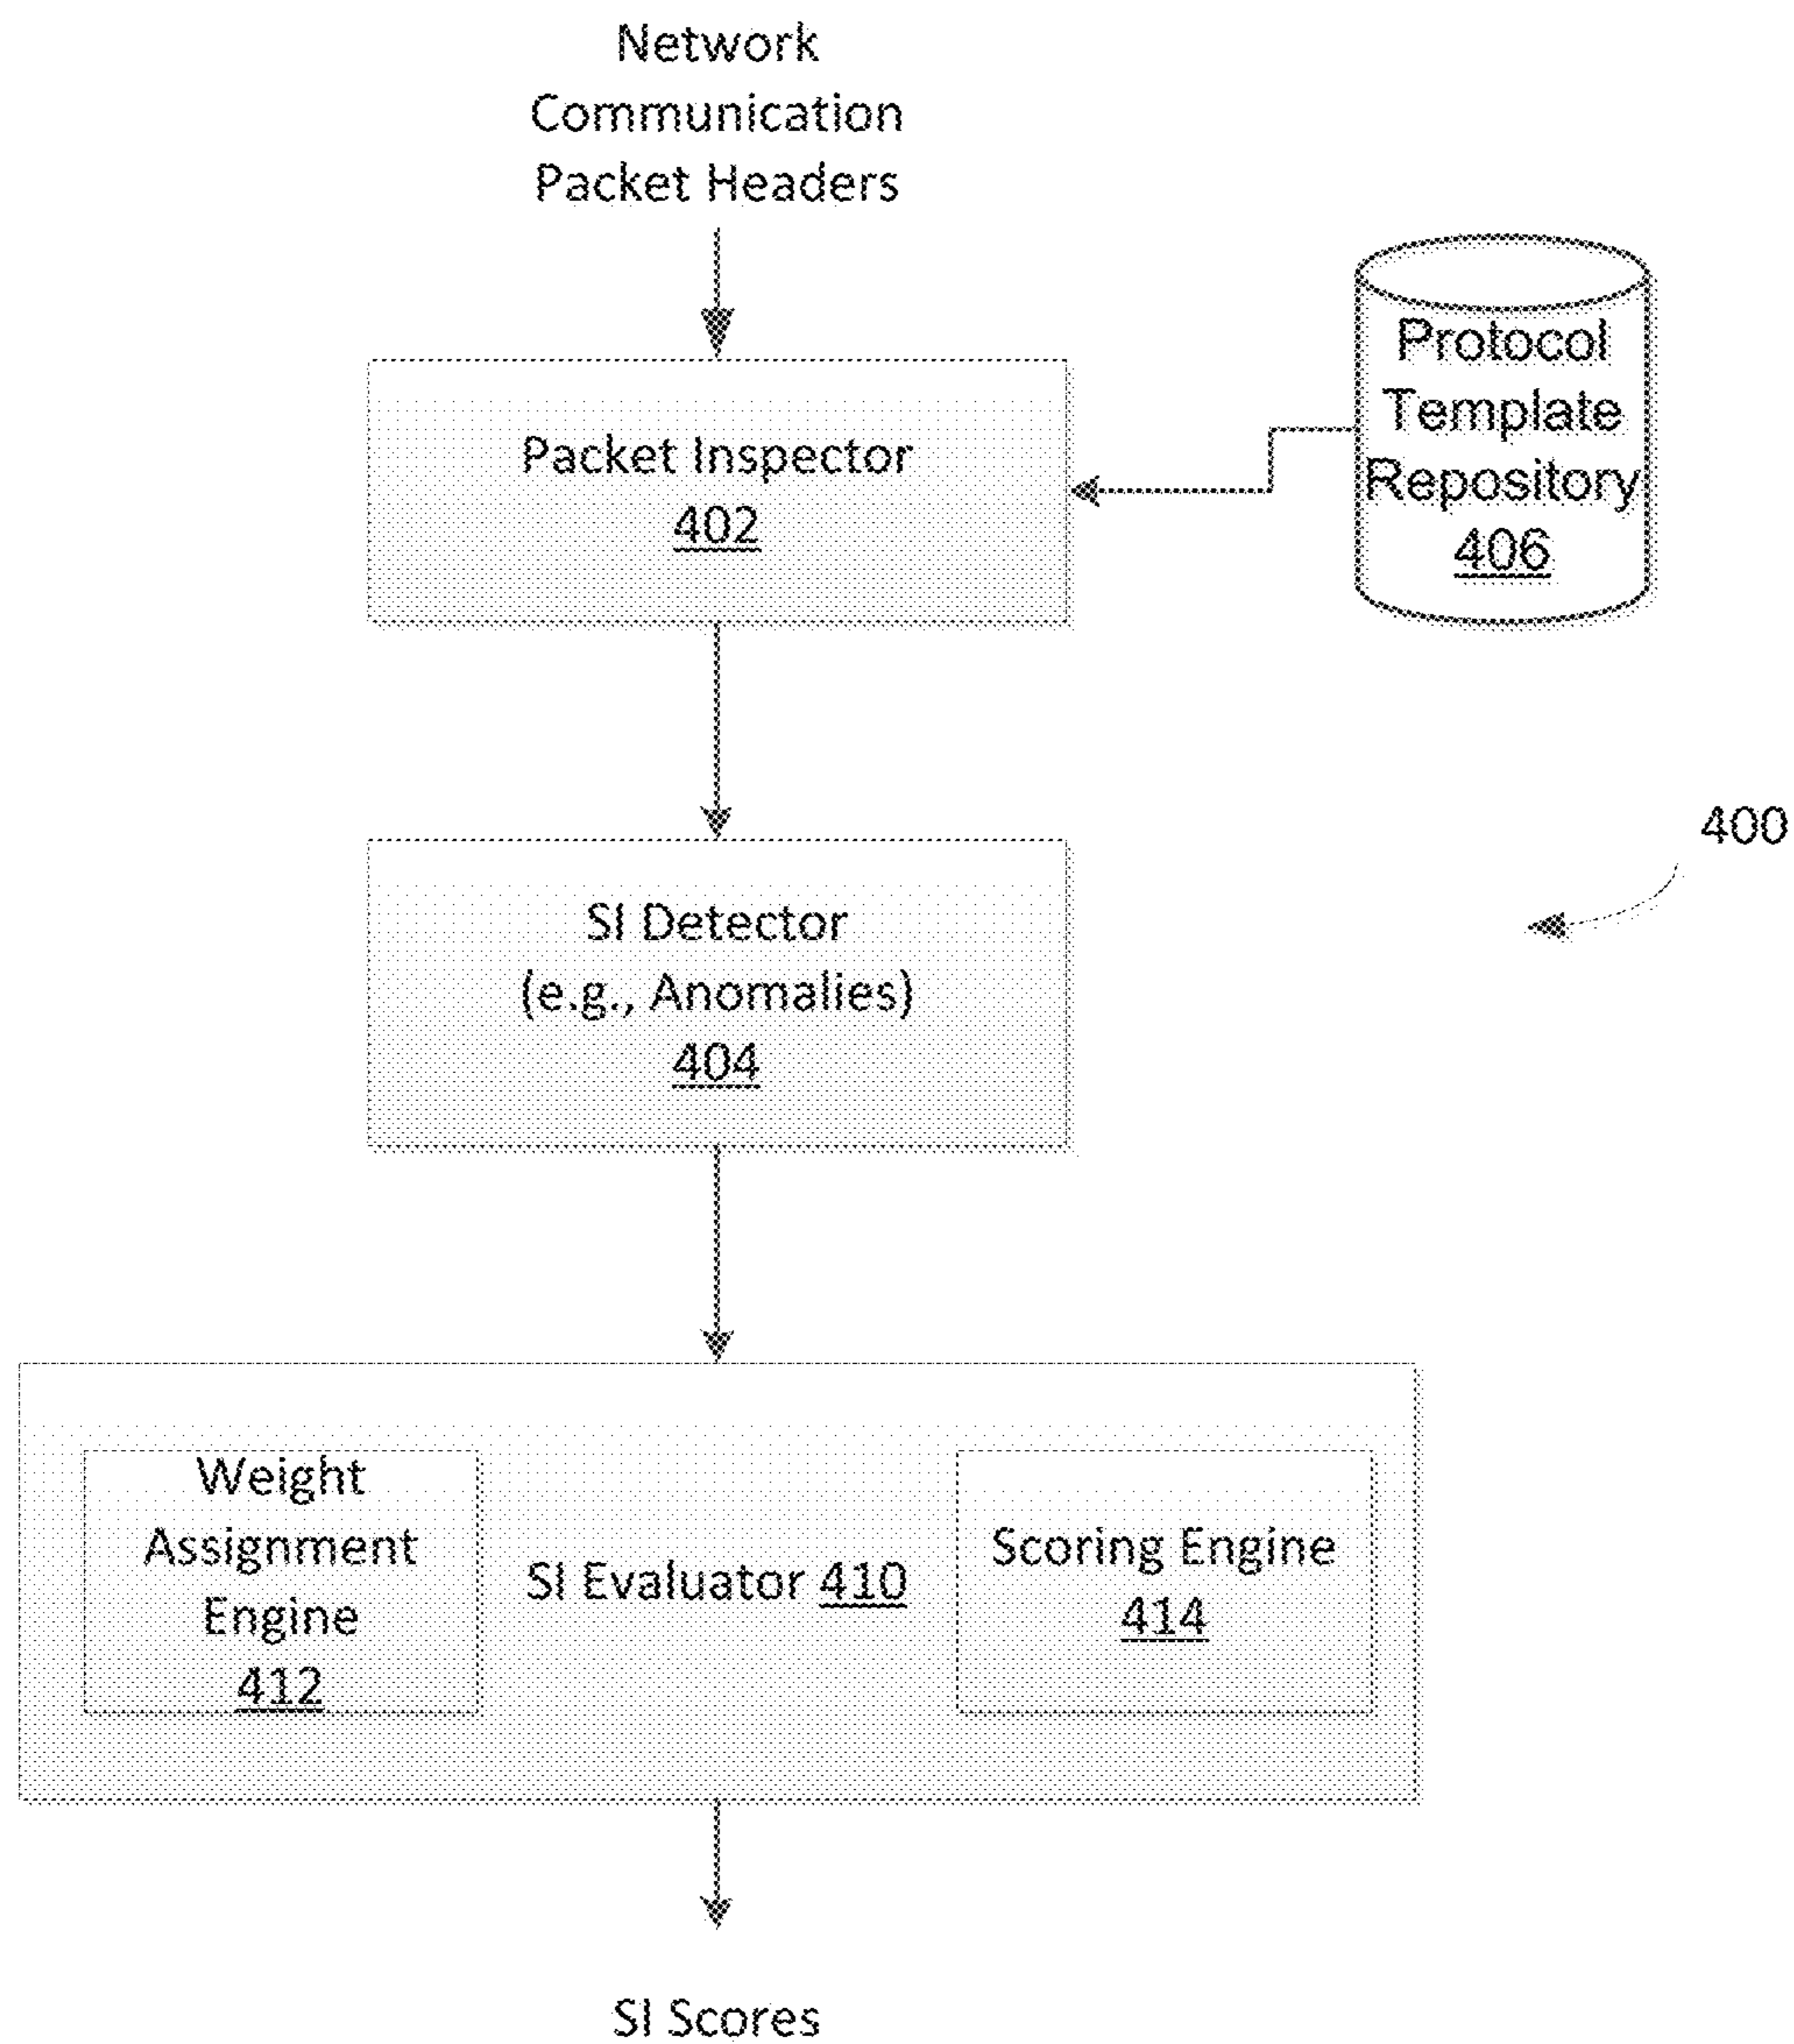 Network
Communication
Packet Headers
Packet Inspector
402
Protocol
Template
Repository
406
400
SI Detector
(e.g., Anomalies)
404
Weight
Assignment
Engine
412
SI Evaluator 410
Scoring Engine
414
SI Scores